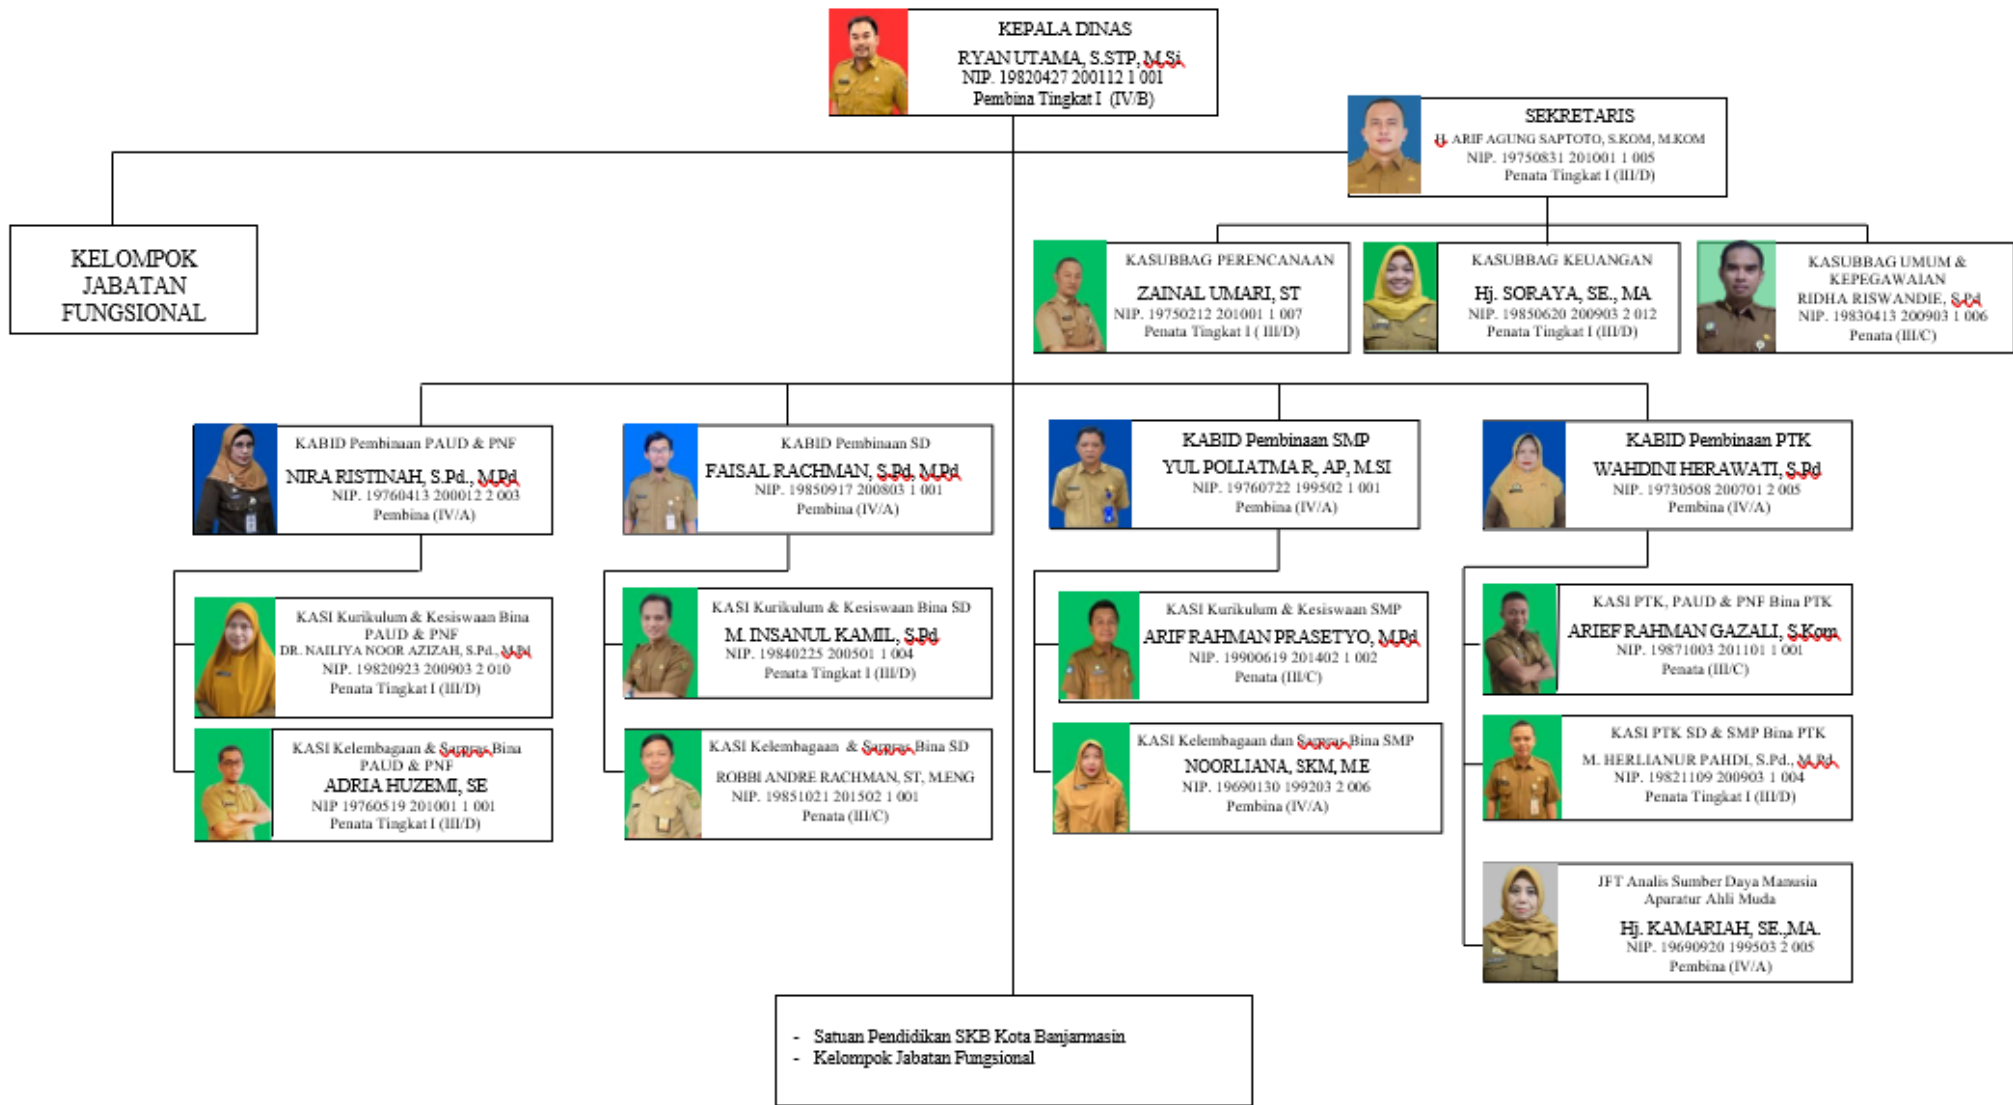 KEPALA DINAS
RYAN UTAMA, S.STP, M.Si
NIP. 19820427 200112 1 001
Pembina Tingkat I (IV/B)
SEKRETARIS
H. ARIF AGUNG SAPTOTO, S.KOM, M.KOM
NIP. 19750831 201001 1 005
Penata Tingkat I (III/D)
KELOMPOK
JABATAN
FUNGSIONAL
KASUBBAG PERENCANAAN
ZAINAL UMARI, ST
NIP. 19750212 201001 1 007
Penata Tingkat I ( III/D)
KASUBBAG KEUANGAN
Hj. SORAYA, SE., MA
NIP. 19850620 200903 2 012
Penata Tingkat I (III/D)
KASUBBAG UMUM &
KEPEGAWAIAN
RIDHA RISWANDIE, S.Pd
NIP. 19830413 200903 1 006
Penata (III/C)
KABID Pembinaan PAUD & PNF
NIRA RISTINAH, S.Pd., M.Pd
NIP. 19760413 200012 2 003
Pembina (IV/A)
KABID Pembinaan SD
FAISAL RACHMAN, S.Pd, M.Pd
NIP. 19850917 200803 1 001
Pembina (IV/A)
KABID Pembinaan SMP
YUL POLIATMA R, AP, M.SI
NIP. 19760722 199502 1 001
Pembina (IV/A)
KABID Pembinaan PTK
WAHDINI HERAWATI, S.Pd
NIP. 19730508 200701 2 005
Pembina (IV/A)
KASI Kurikulum & Kesiswaan Bina
PAUD & PNF
DR. NAILIYA NOOR AZIZAH, S.Pd., M.Pd
NIP. 19820923 200903 2 010
Penata Tingkat I (III/D)
KASI Kurikulum & Kesiswaan Bina SD
M. INSANUL KAMIL, S.Pd
NIP. 19840225 200501 1 004
Penata Tingkat I (III/D)
KASI Kurikulum & Kesiswaan SMP
ARIF RAHMAN PRASETYO, M.Pd
NIP. 19900619 201402 1 002
Penata (III/C)
KASI PTK, PAUD & PNF Bina PTK
ARIEF RAHMAN GAZALI, S.Kom
NIP. 19871003 201101 1 001
Penata (III/C)
KASI Kelembagaan & Sarpras Bina
PAUD & PNF
ADRIA HUZEMI, SE
NIP 19760519 201001 1 001
Penata Tingkat I (III/D)
KASI Kelembagaan & Sarpras Bina SD
ROBBI ANDRE RACHMAN, ST, M.ENG
NIP. 19851021 201502 1 001
Penata (III/C)
KASI Kelembagaan dan Sarpras Bina SMP
NOORLIANA, SKM, M.E
NIP. 19690130 199203 2 006
Pembina (IV/A)
KASI PTK SD & SMP Bina PTK
M. HERLIANUR PAHDI, S.Pd., M.Pd
NIP. 19821109 200903 1 004
Penata Tingkat I (III/D)
JFT Analis Sumber Daya Manusia
Aparatur Ahli Muda
Hj. KAMARIAH, SE.,MA.
NIP. 19690920 199503 2 005
Pembina (IV/A)
- Satuan Pendidikan SKB Kota Banjarmasin
- Kelompok Jabatan Fungsional